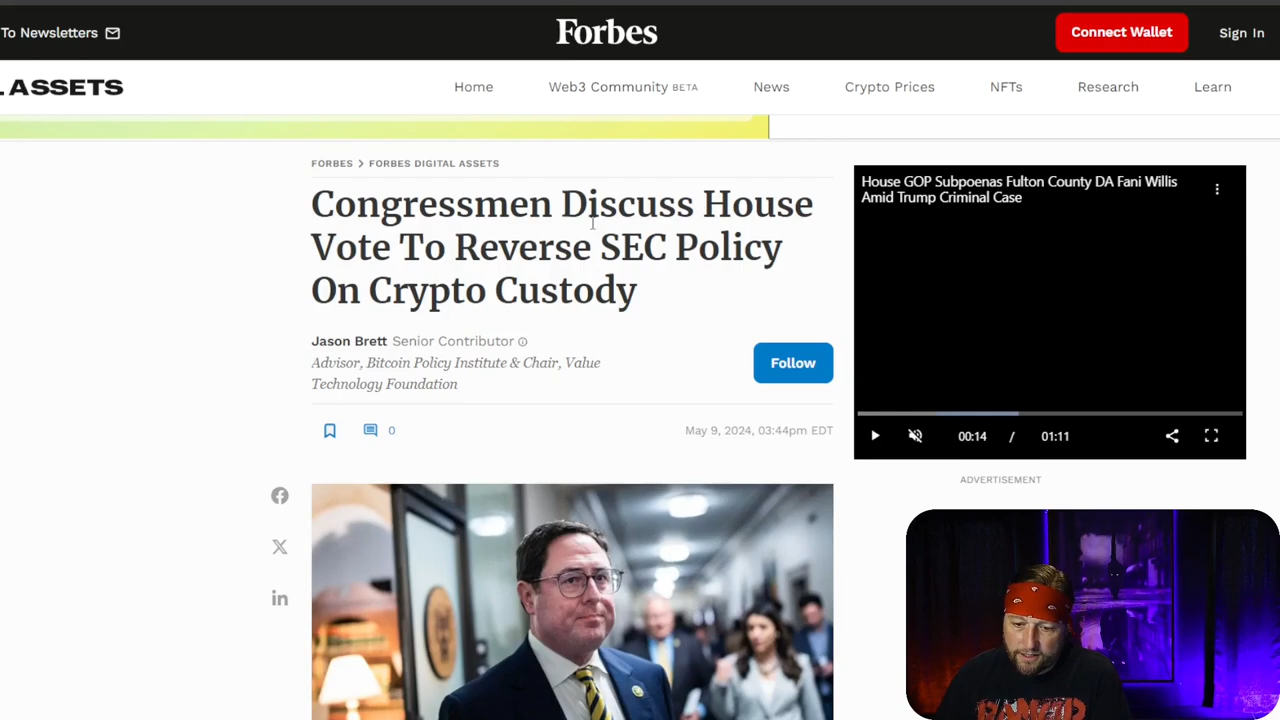 To Newsletters
Forbes
Connect Wallet
Sign In
ASSETS
Home
Web3 Community BETA
News
Crypto Prices
NFTs
Research
Learn
FORBES > FORBES DIGITAL ASSETS
Congressmen Discuss House
Vote To Reverse SEC Policy
On Crypto Custody
Jason Brett Senior Contributor
Advisor, Bitcoin Policy Institute & Chair, Value
Technology Foundation
Follow
0
May 9, 2024, 03:44pm EDT
House GOP Subpoenas Fulton County DA Fani Willis
Amid Trump Criminal Case
00:14 / 01:11
ADVERTISEMENT
RANCID